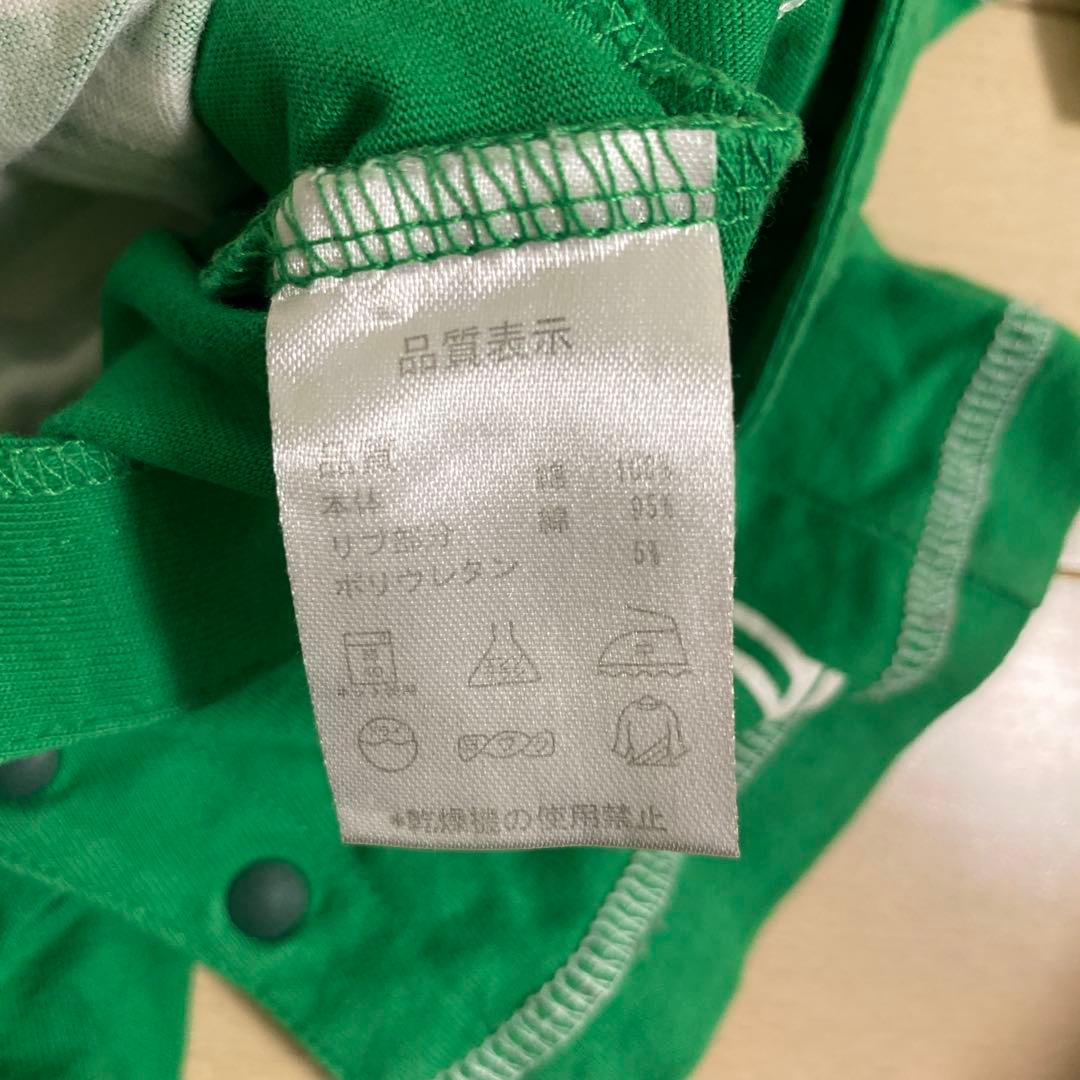 品質表示
品質
本体 綿 100%
リブ部分 綿 95%
ポリウレタン 5%
*乾燥機の使用禁止